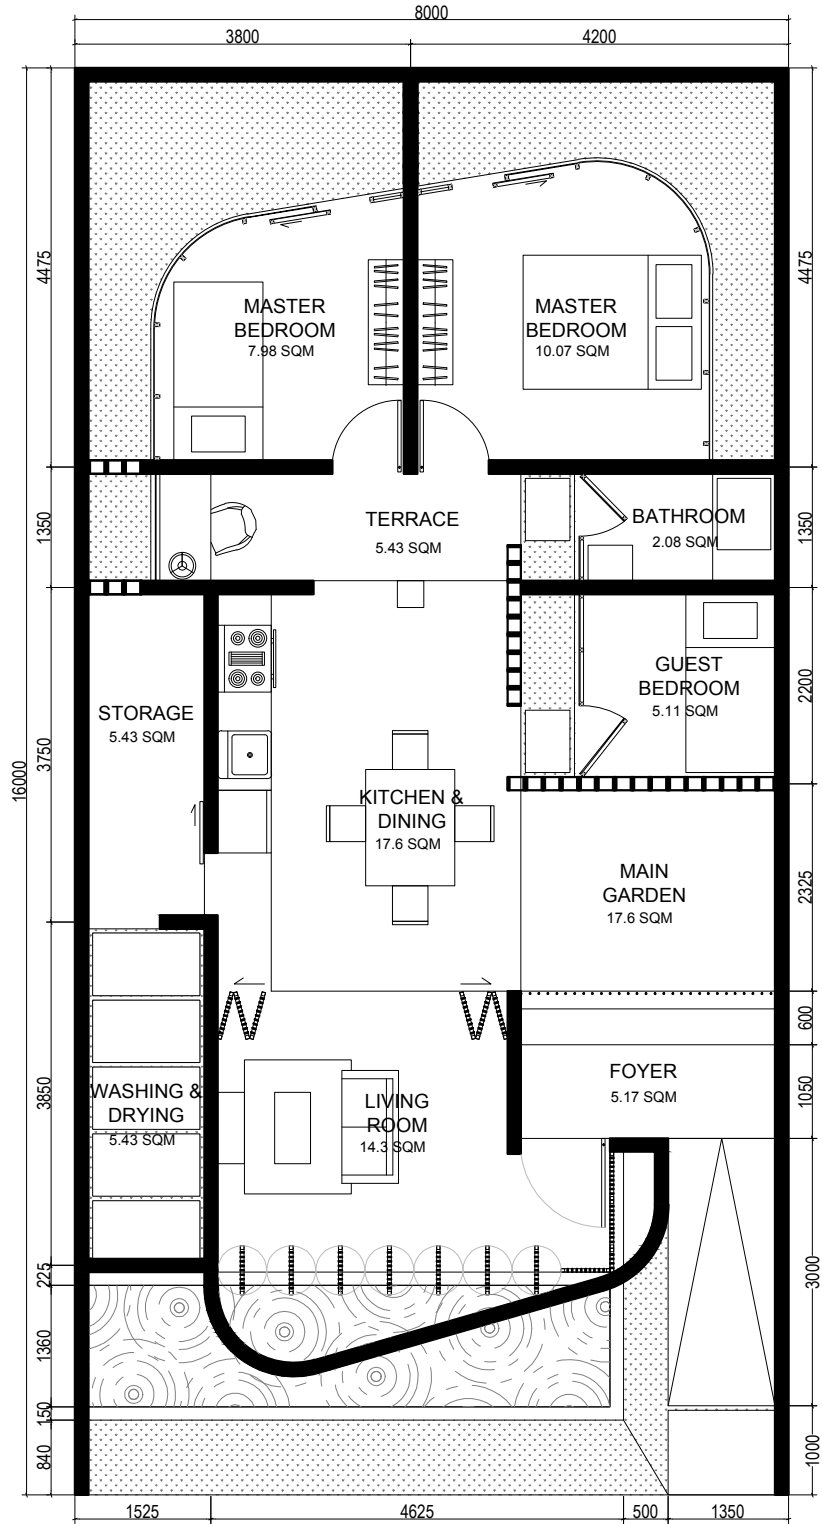 8000
3800
4200
4475
4475
MASTER
BEDROOM
7.98 SQM
MASTER
BEDROOM
10.07 SQM
1350
TERRACE
5.43 SQM
BATHROOM
2.08 SQM
1350
16000
3750
STORAGE
5.43 SQM
GUEST
BEDROOM
5.11 SQM
2200
KITCHEN &
DINING
17.6 SQM
MAIN
GARDEN
17.6 SQM
2325
600
3850
WASHING &
DRYING
5.43 SQM
LIVING
ROOM
14.3 SQM
FOYER
5.17 SQM
1050
225
3000
1360
150
840
1000
1525
4625
500
1350